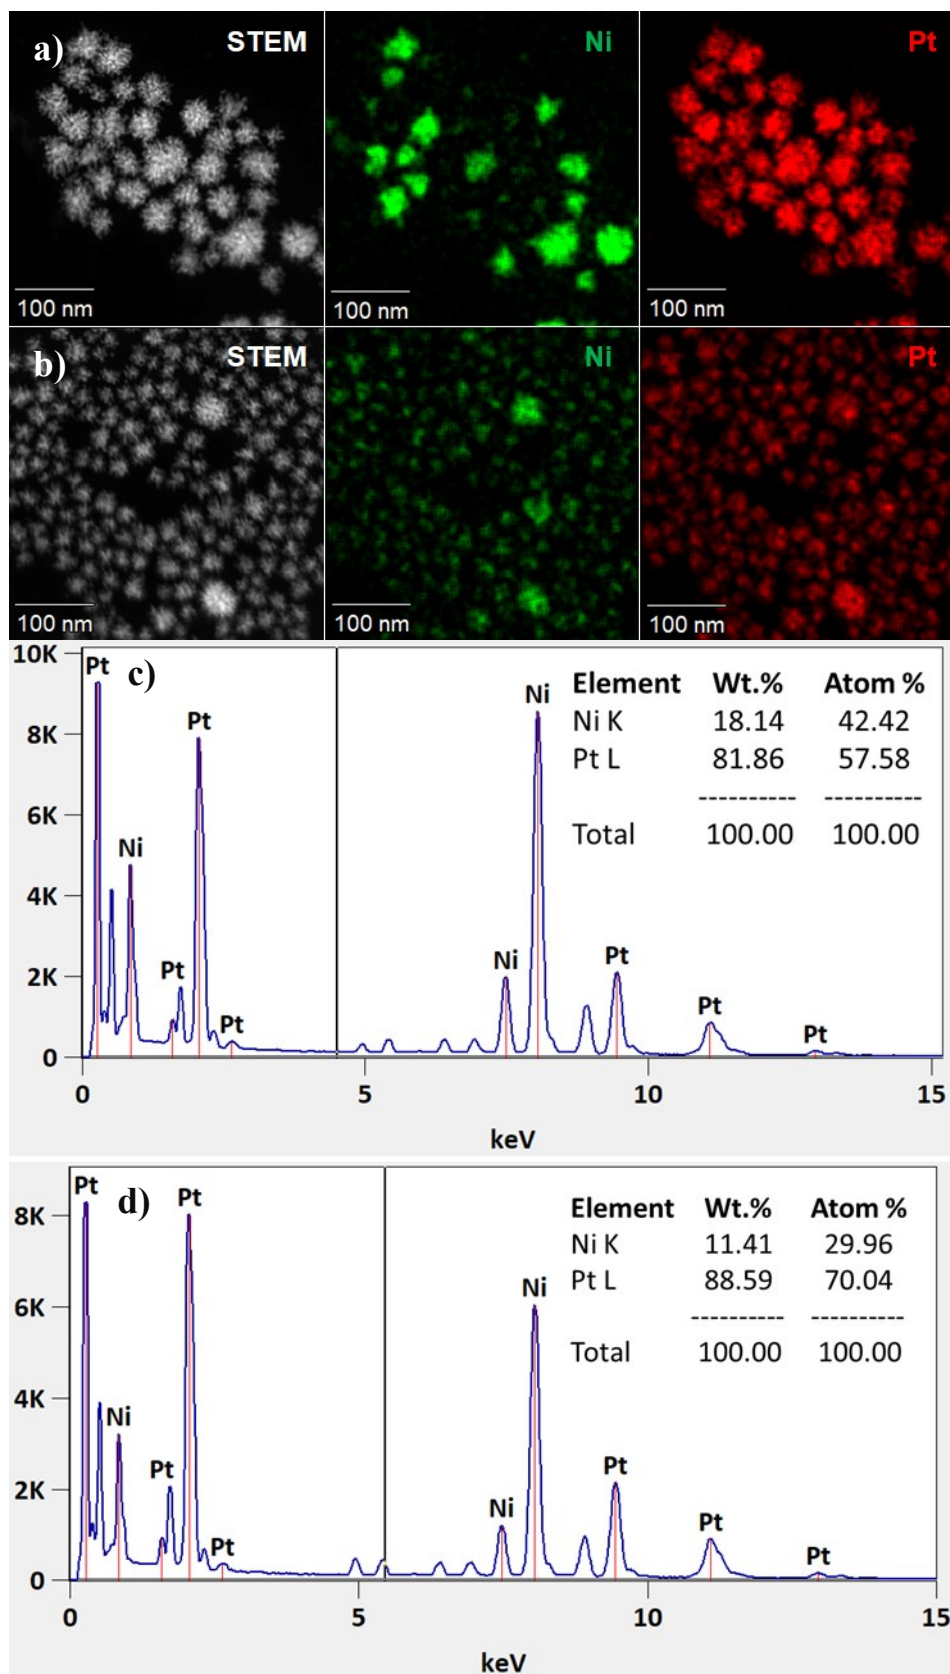 a) STEM Ni Pt
100 nm 100 nm 100 nm
b) STEM Ni Pt
100 nm 100 nm 100 nm
c)
10K
8K
6K
4K
2K
0
Pt
Ni
Pt
Pt
Pt
Ni
Ni
Pt
Pt
Pt
Element Wt.% Atom %
Ni K 18.14 42.42
Pt L 81.86 57.58
---------- ----------
Total 100.00 100.00
0 5 10 15
keV
d)
8K
6K
4K
2K
0
Pt
Ni
Pt
Pt
Pt
Ni
Ni
Pt
Pt
Pt
Element Wt.% Atom %
Ni K 11.41 29.96
Pt L 88.59 70.04
---------- ----------
Total 100.00 100.00
0 5 10 15
keV